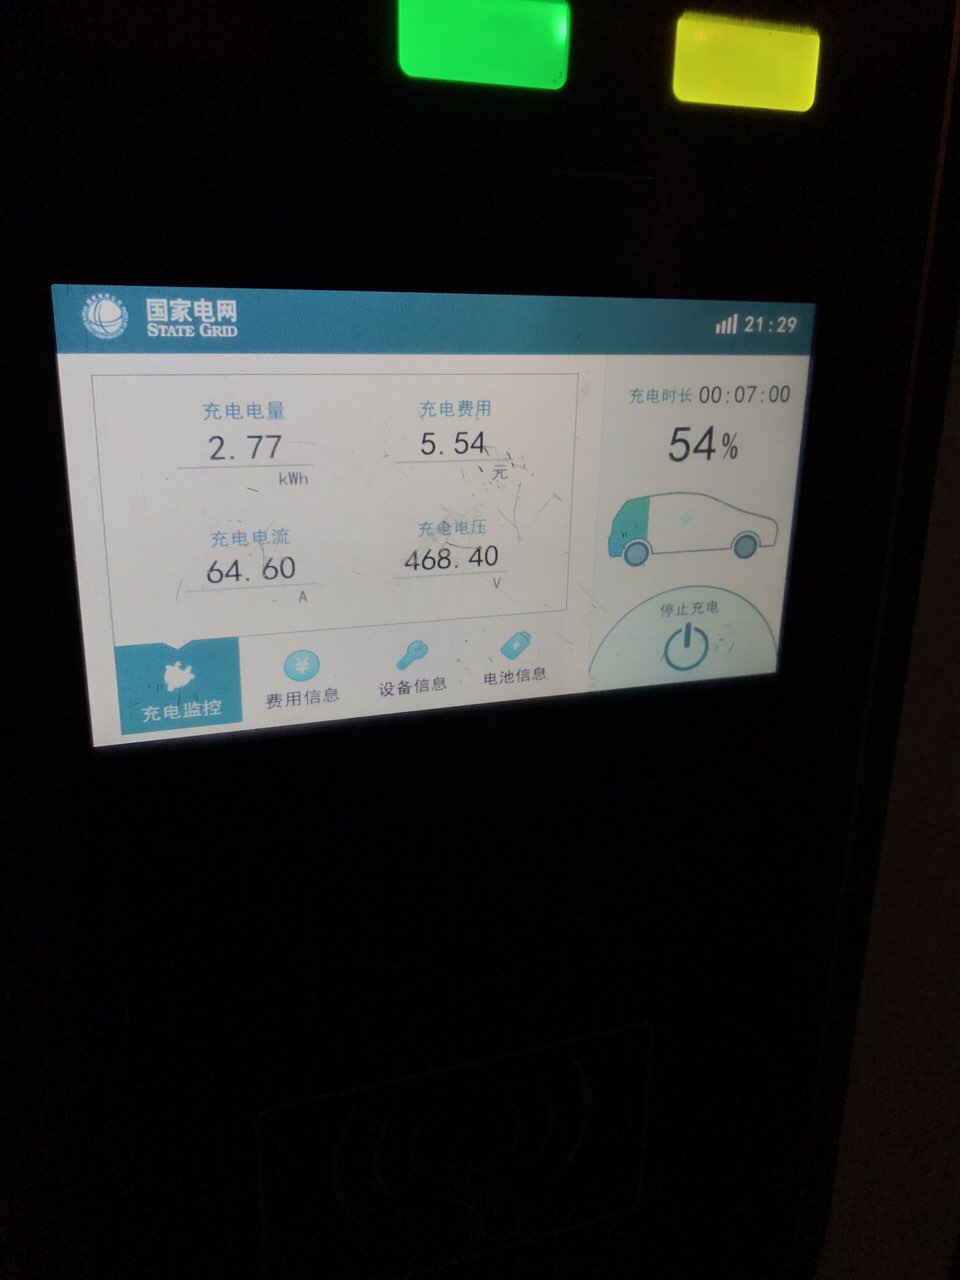 国家电网
STATE GRID
21:29
充电电量
2.77
kWh
充电费用
5.54
元
充电电流
64.60
A
充电电压
468.40
V
充电时长 00:07:00
54%
停止充电
充电监控
费用信息
设备信息
电池信息